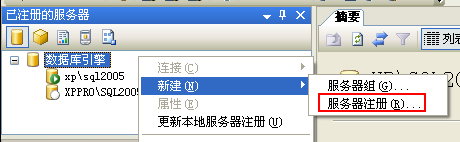 已注册的服务器
数据库引擎
xp\sql2005
XPPRO\SQL2005
连接(C)
新建(N)
属性(E)
更新本地服务器注册(U)
服务器组(G)...
服务器注册(R)...
摘要
列表